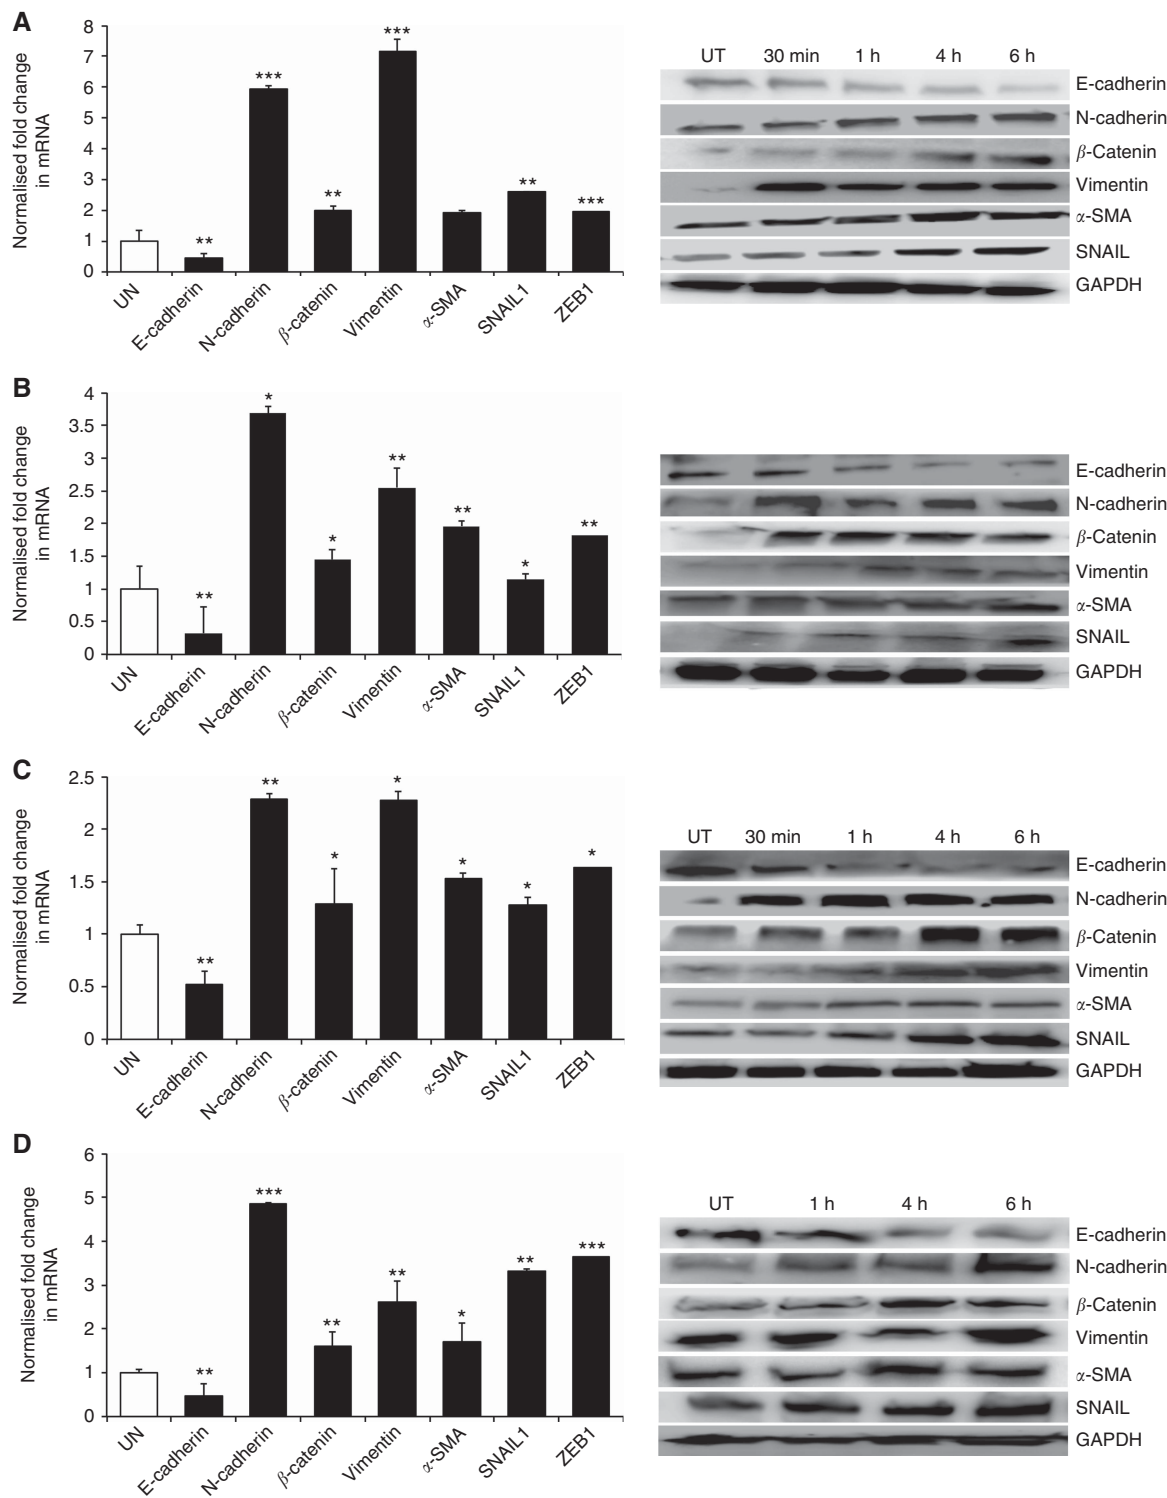 A
Normalised fold change
in mRNA
8
7
6
5
4
3
2
1
0
***
***
**
**
**
***
UN
E-cadherin
N-cadherin
β-catenin
Vimentin
α-SMA
SNAIL1
ZEB1
UT 30 min 1 h 4 h 6 h
E-cadherin
N-cadherin
β-Catenin
Vimentin
α-SMA
SNAIL
GAPDH
B
Normalised fold change
in mRNA
4
3.5
3
2.5
2
1.5
1
0.5
0
*
**
**
*
**
*
**
UN
E-cadherin
N-cadherin
β-catenin
Vimentin
α-SMA
SNAIL1
ZEB1
E-cadherin
N-cadherin
β-Catenin
Vimentin
α-SMA
SNAIL
GAPDH
C
Normalised fold change
in mRNA
2.5
2
1.5
1
0.5
0
**
*
*
*
*
*
**
UN
E-cadherin
N-cadherin
β-catenin
Vimentin
α-SMA
SNAIL1
ZEB1
UT 30 min 1 h 4 h 6 h
E-cadherin
N-cadherin
β-Catenin
Vimentin
α-SMA
SNAIL
GAPDH
D
Normalised fold change
in mRNA
6
5
4
3
2
1
0
***
***
**
**
*
**
**
UN
E-cadherin
N-cadherin
β-catenin
Vimentin
α-SMA
SNAIL1
ZEB1
UT 1 h 4 h 6 h
E-cadherin
N-cadherin
β-Catenin
Vimentin
α-SMA
SNAIL
GAPDH